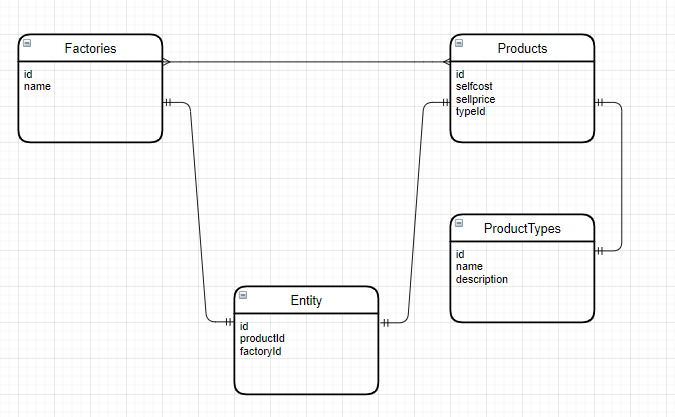 Factories
id
name
Products
id
selfcost
sellprice
typeId
ProductTypes
id
name
description
Entity
id
productId
factoryId